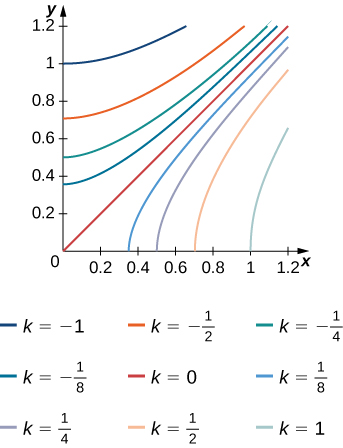 y
1.2
1
0.8
0.6
0.4
0.2
0 0.2 0.4 0.6 0.8 1 1.2 x
k = −1 k = −1/2 k = −1/4
k = −1/8 k = 0 k = 1/8
k = 1/4 k = 1/2 k = 1